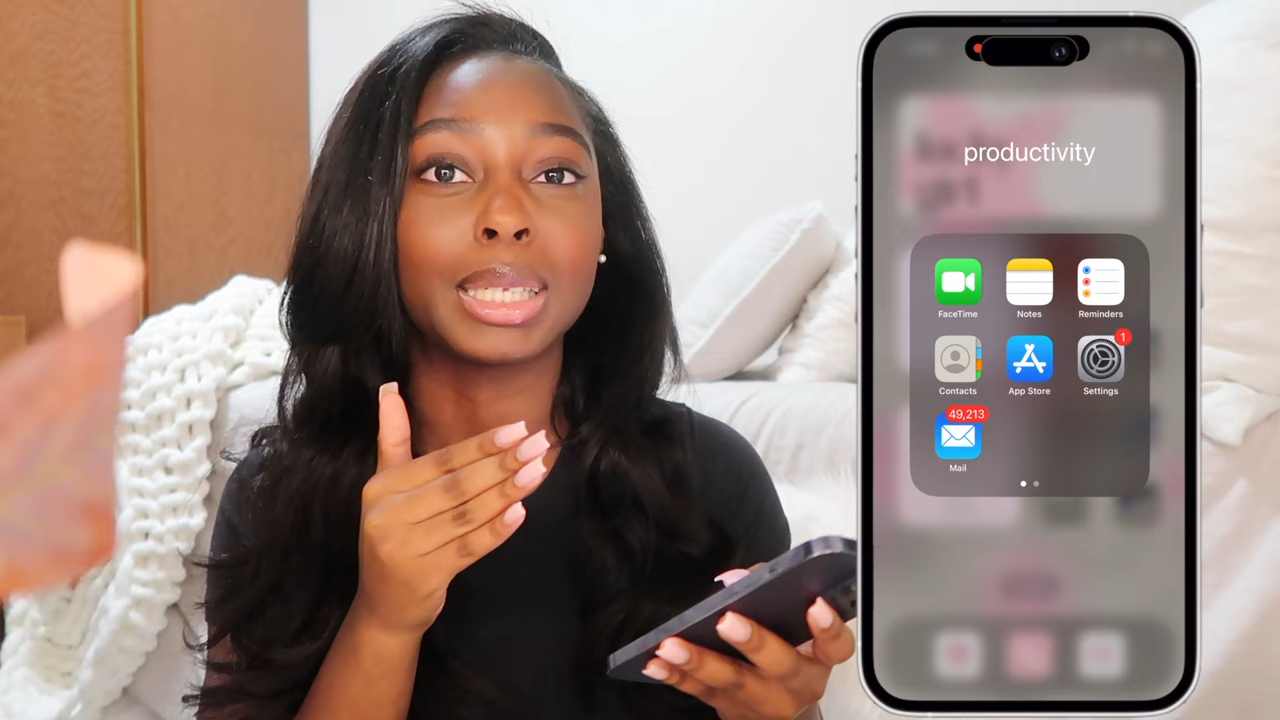 productivity
FaceTime
Notes
Reminders
1
Contacts
App Store
Settings
49,213
Mail